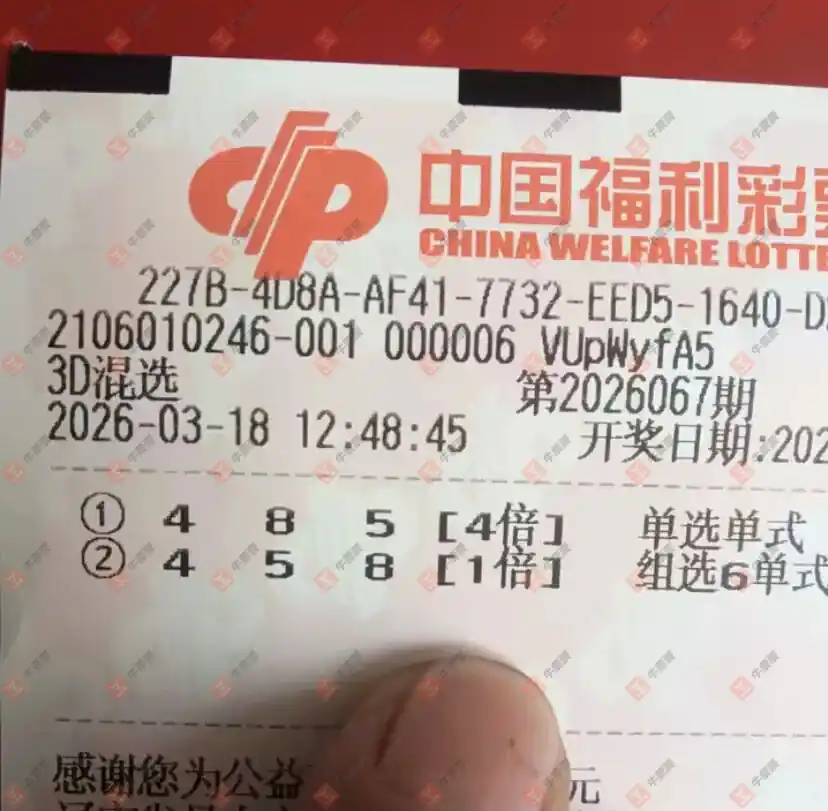 中国福利彩
CHINA WELFARE LOTTE
227B-4D8A-AF41-7732-EED5-1640-D
2106010246-001 000006 VUpWyfA5
3D混选 第2026067期
2026-03-18 12:48:45 开奖日期:202
① 4 8 5 [4倍] 单选单式
② 4 5 8 [1倍] 组选6单式
感谢您为公益 元